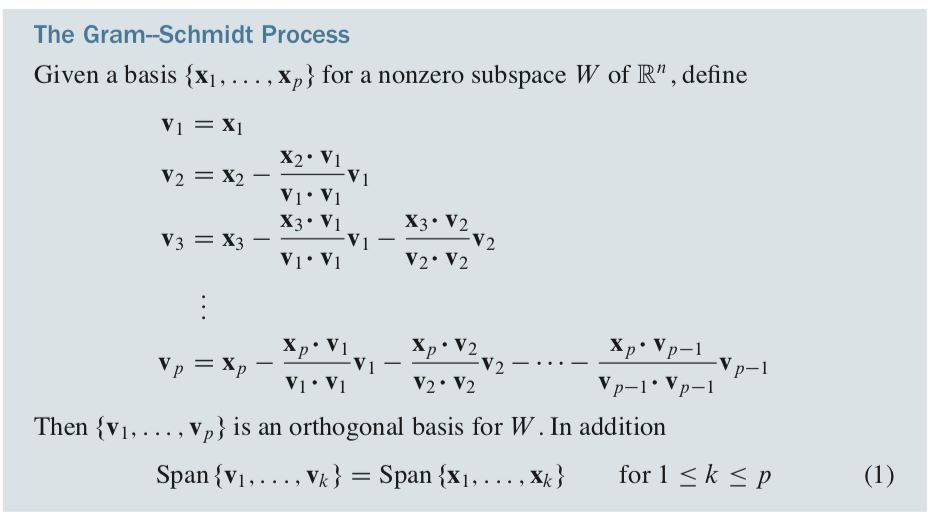 The Gram--Schmidt Process
Given a basis {x₁, . . . , xₚ} for a nonzero subspace W of ℝⁿ, define
v₁ = x₁
v₂ = x₂ − (x₂ • v₁)/(v₁ • v₁) v₁
v₃ = x₃ − (x₃ • v₁)/(v₁ • v₁) v₁ − (x₃ • v₂)/(v₂ • v₂) v₂
⋮
vₚ = xₚ − (xₚ • v₁)/(v₁ • v₁) v₁ − (xₚ • v₂)/(v₂ • v₂) v₂ − ··· − (xₚ • vₚ₋₁)/(vₚ₋₁ • vₚ₋₁) vₚ₋₁
Then {v₁, . . . , vₚ} is an orthogonal basis for W. In addition
Span {v₁, . . . , vₖ} = Span {x₁, . . . , xₖ} for 1 ≤ k ≤ p (1)